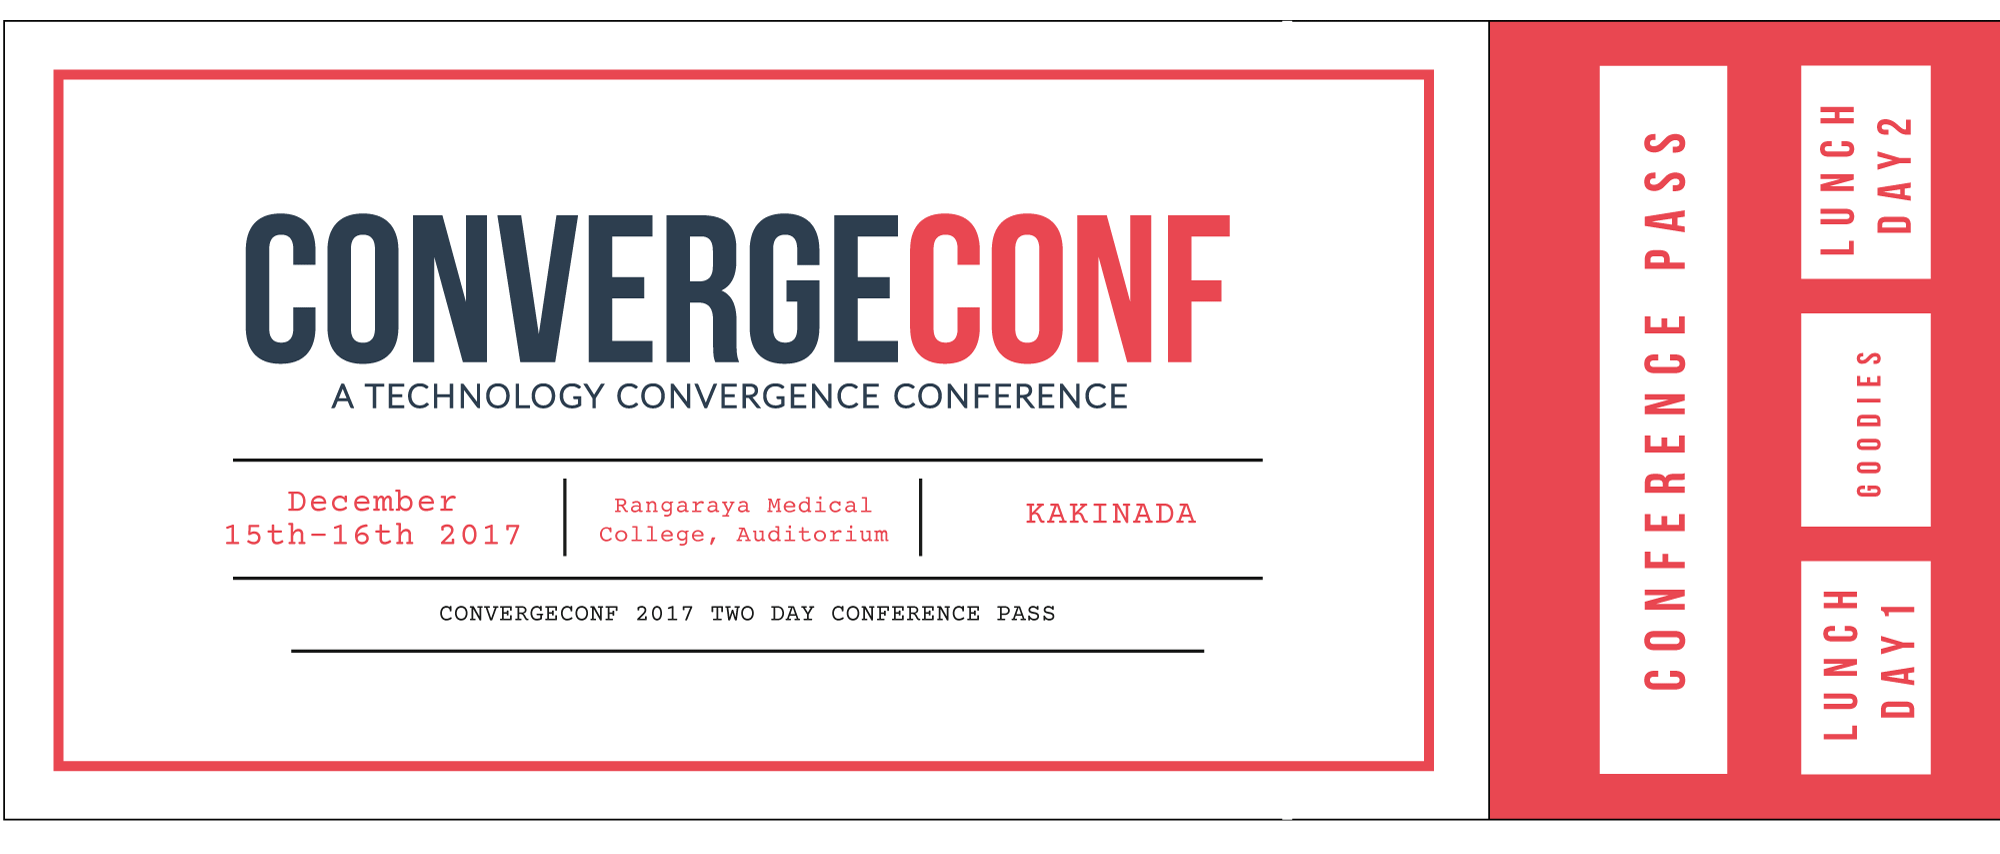 CONVERGECONF
A TECHNOLOGY CONVERGENCE CONFERENCE
December
15th-16th 2017
Rangaraya Medical
College, Auditorium
KAKINADA
CONVERGECONF 2017 TWO DAY CONFERENCE PASS
CONFERENCE PASS
LUNCH
DAY2
GOODIES
LUNCH
DAY1